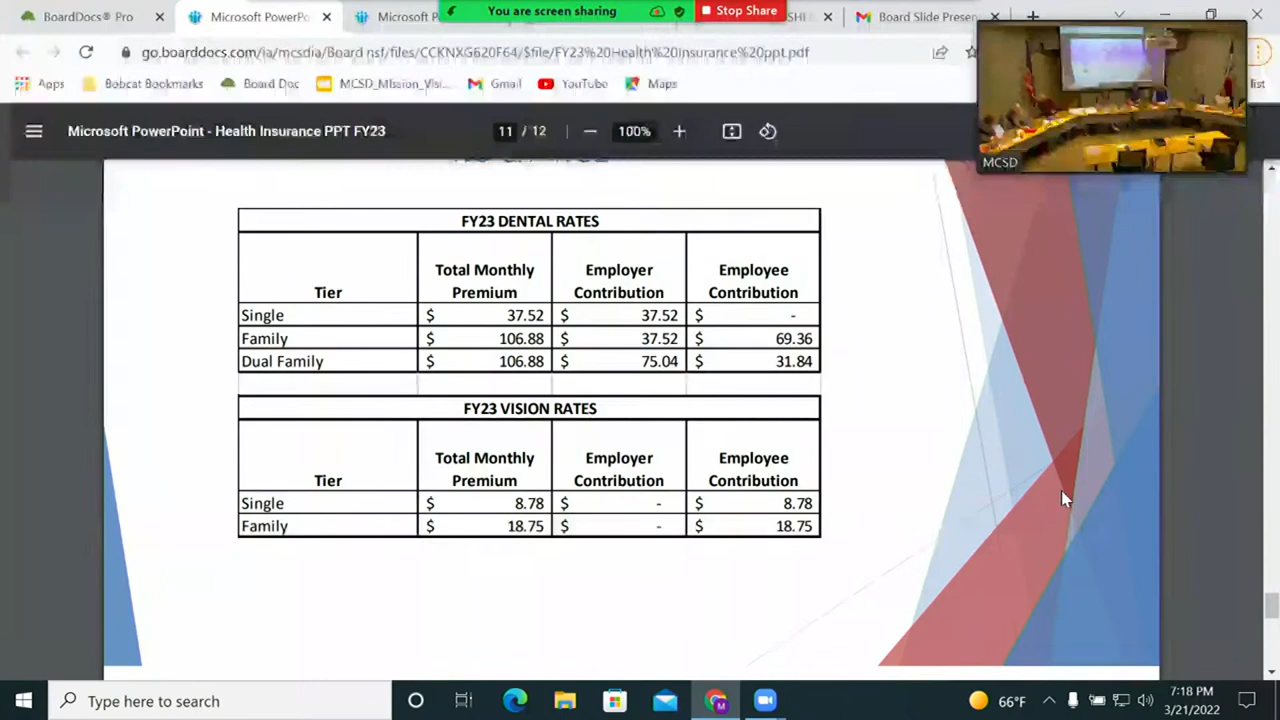 BoardDocs® Pro
Microsoft PowerPo
Microsoft P
You are screen sharing
Stop Share
Board Slide Presen
go.boarddocs.com/ia/mcsdia/Board.nsf/files/CCKNXG620F64/$file/FY23%20Health%20Insurance%20ppt.pdf
Apps
Bobcat Bookmarks
Board Doc
MCSD_MIssion_Visi...
Gmail
YouTube
Maps
list
Microsoft PowerPoint - Health Insurance PPT FY23
11 / 12
100%
MCSD
FY23 DENTAL RATES
Tier Total Monthly Premium Employer Contribution Employee Contribution
Single $ 37.52 $ 37.52 $ -
Family $ 106.88 $ 37.52 $ 69.36
Dual Family $ 106.88 $ 75.04 $ 31.84
FY23 VISION RATES
Tier Total Monthly Premium Employer Contribution Employee Contribution
Single $ 8.78 $ - $ 8.78
Family $ 18.75 $ - $ 18.75
Type here to search
66°F
7:18 PM
3/21/2022